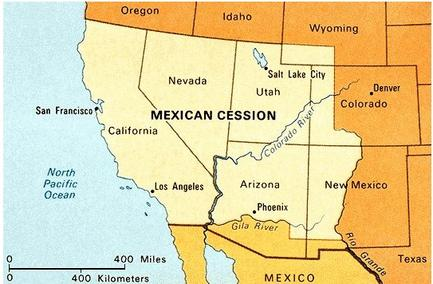 Oregon
Idaho
Wyoming
Nevada
Salt Lake City
Utah
Denver
Colorado
San Francisco
MEXICAN CESSION
California
Colorado River
North
Pacific
Ocean
Los Angeles
Arizona
New Mexico
Phoenix
Gila River
Rio Grande
Texas
0 400 Miles
0 400 Kilometers
MEXICO